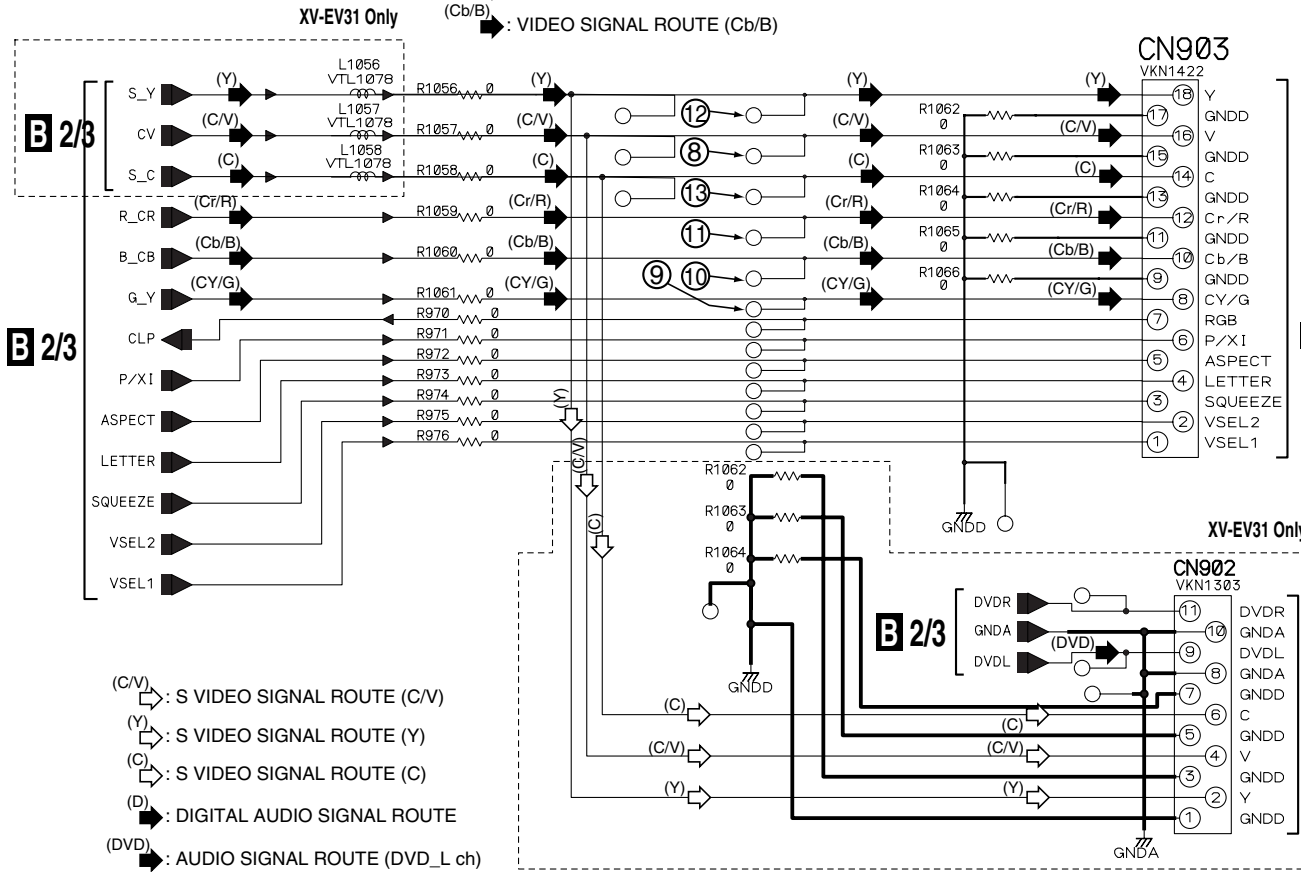 XV-EV31 Only
(Cb/B)
: VIDEO SIGNAL ROUTE (Cb/B)
CN903
VKN1422
B 2/3
S_Y
(Y)
L1056
VTL1078
R1056
0
(Y)
12
(Y)
(Y)
18
Y
R1062
0
17
GNDD
CV
(C/V)
L1057
VTL1078
R1057
0
(C/V)
8
(C/V)
(C/V)
16
V
R1063
0
15
GNDD
S_C
(C)
L1058
VTL1078
R1058
0
(C)
13
(C)
(C)
14
C
R1064
0
13
GNDD
R_CR
(Cr/R)
R1059
0
(Cr/R)
11
(Cr/R)
(Cr/R)
12
Cr/R
R1065
0
11
GNDD
B_CB
(Cb/B)
R1060
0
(Cb/B)
9
10
(Cb/B)
(Cb/B)
10
Cb/B
R1066
0
9
GNDD
G_Y
(CY/G)
R1061
0
(CY/G)
(CY/G)
(CY/G)
8
CY/G
B 2/3
CLP
R970
0
7
RGB
P/XI
R971
0
6
P/XI
ASPECT
R972
0
5
ASPECT
LETTER
R973
0
4
LETTER
SQUEEZE
R974
0
3
SQUEEZE
VSEL2
R975
0
2
VSEL2
VSEL1
R976
0
1
VSEL1
(Y)
(C/V)
(C)
R1062
0
R1063
0
R1064
0
GNDD
GNDD
XV-EV31 Only
CN902
VKN1303
B 2/3
DVDR
11
DVDR
GNDA
10
GNDA
DVDL
(DVD)
9
DVDL
8
GNDA
7
GNDD
(C)
(C)
6
C
5
GNDD
(C/V)
(C/V)
4
V
3
GNDD
(Y)
(Y)
2
Y
1
GNDD
GNDA
(C/V)
: S VIDEO SIGNAL ROUTE (C/V)
(Y)
: S VIDEO SIGNAL ROUTE (Y)
(C)
: S VIDEO SIGNAL ROUTE (C)
(D)
: DIGITAL AUDIO SIGNAL ROUTE
(DVD)
: AUDIO SIGNAL ROUTE (DVD_L ch)